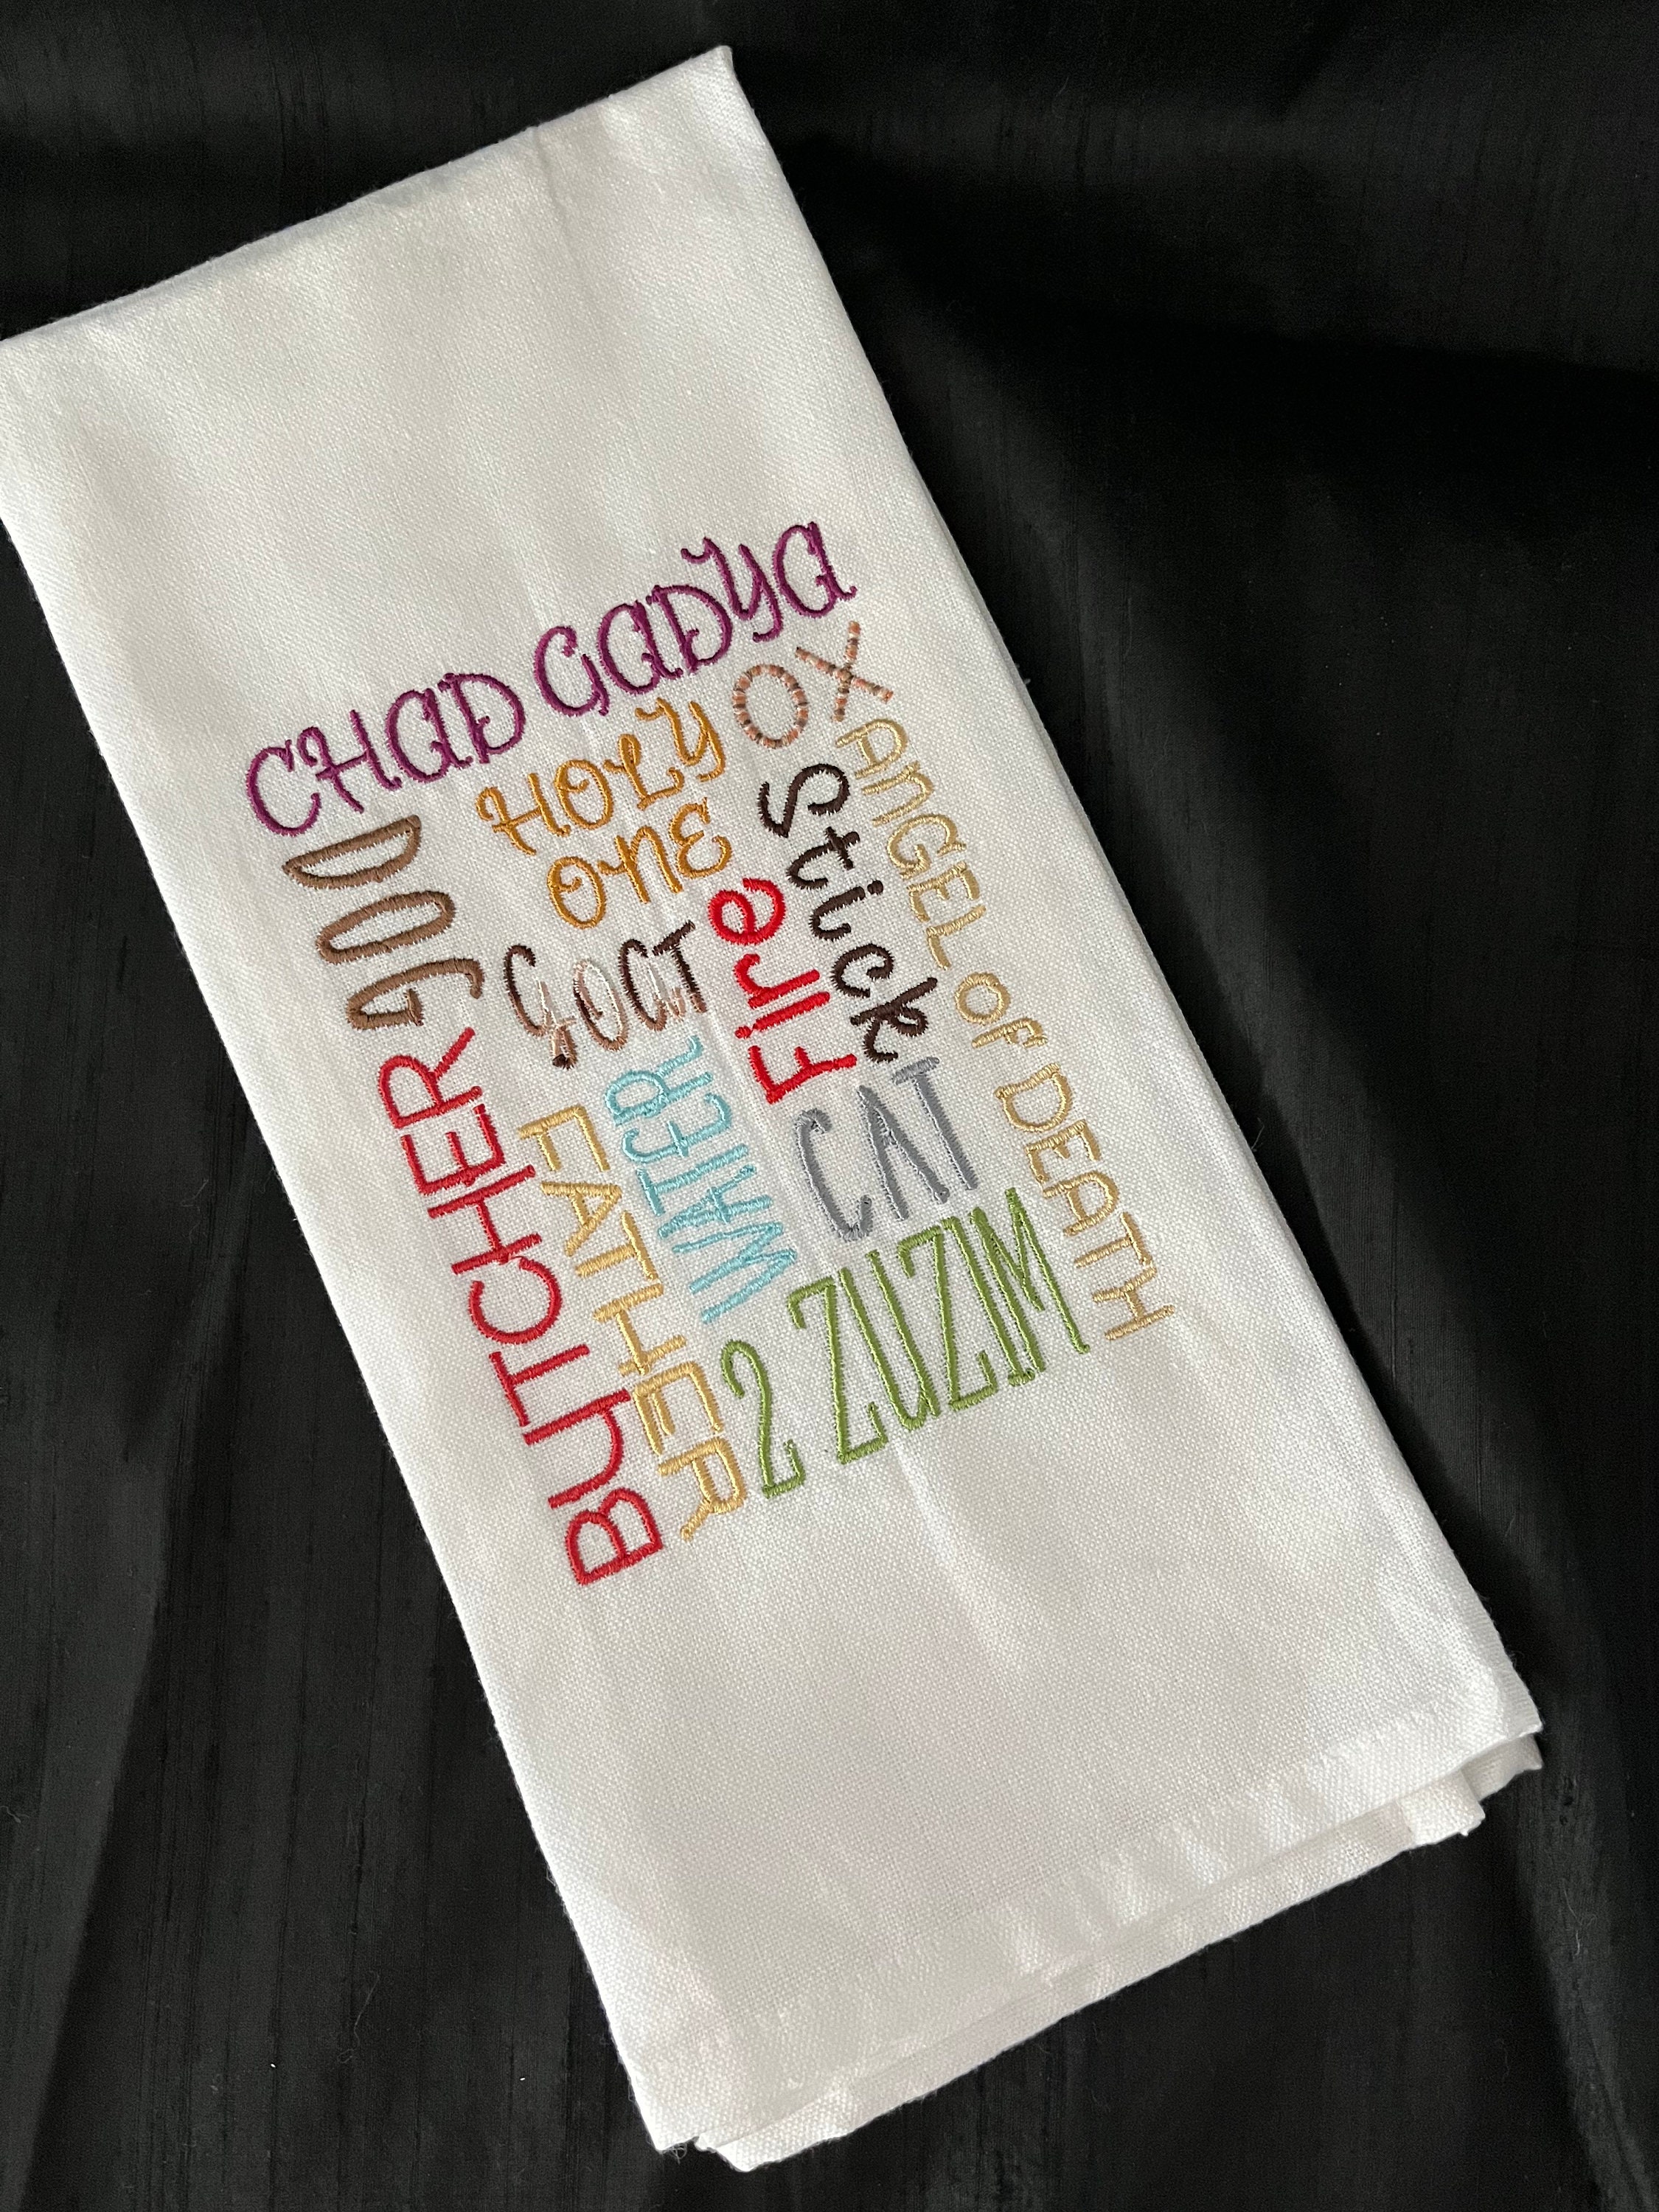 CHAD GADYA
DOG
HOLY
ONE
OX
ANGEL OF DEATH
Stick
Fire
GOAT
BUTCHER
FATHER
WATER
CAT
2 ZUZIM